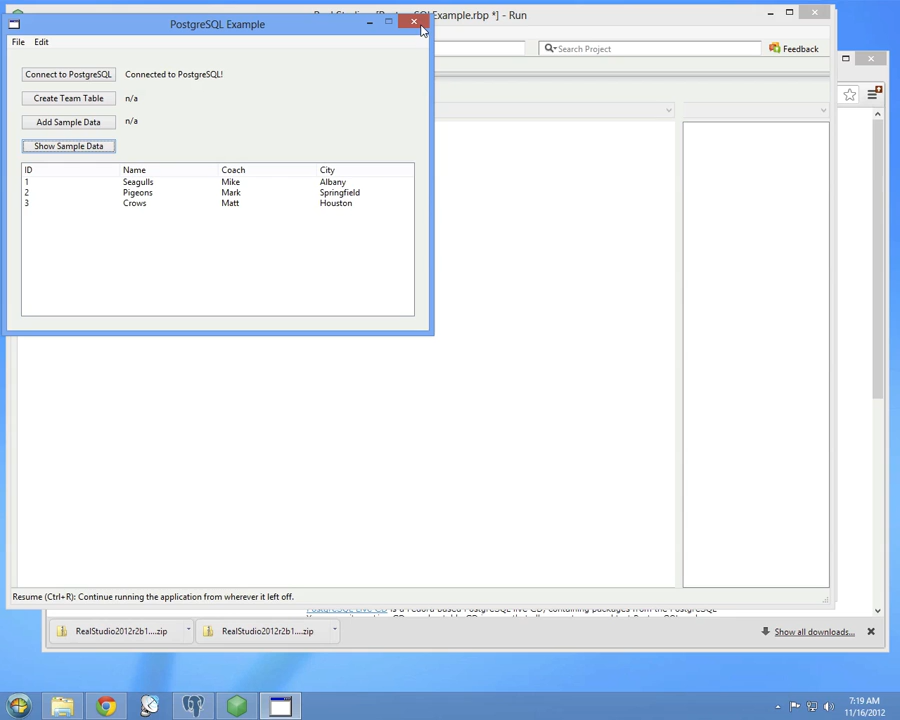 PostgreSQL Example
Example.rbp *] - Run
File Edit
Search Project
Feedback
Connect to PostgreSQL Connected to PostgreSQL!
Create Team Table n/a
Add Sample Data n/a
Show Sample Data
ID Name Coach City
1 Seagulls Mike Albany
2 Pigeons Mark Springfield
3 Crows Matt Houston
Resume (Ctrl+R): Continue running the application from wherever it left off.
RealStudio2012r2b1....zip RealStudio2012r2b1....zip Show all downloads...
7:19 AM
11/16/2012